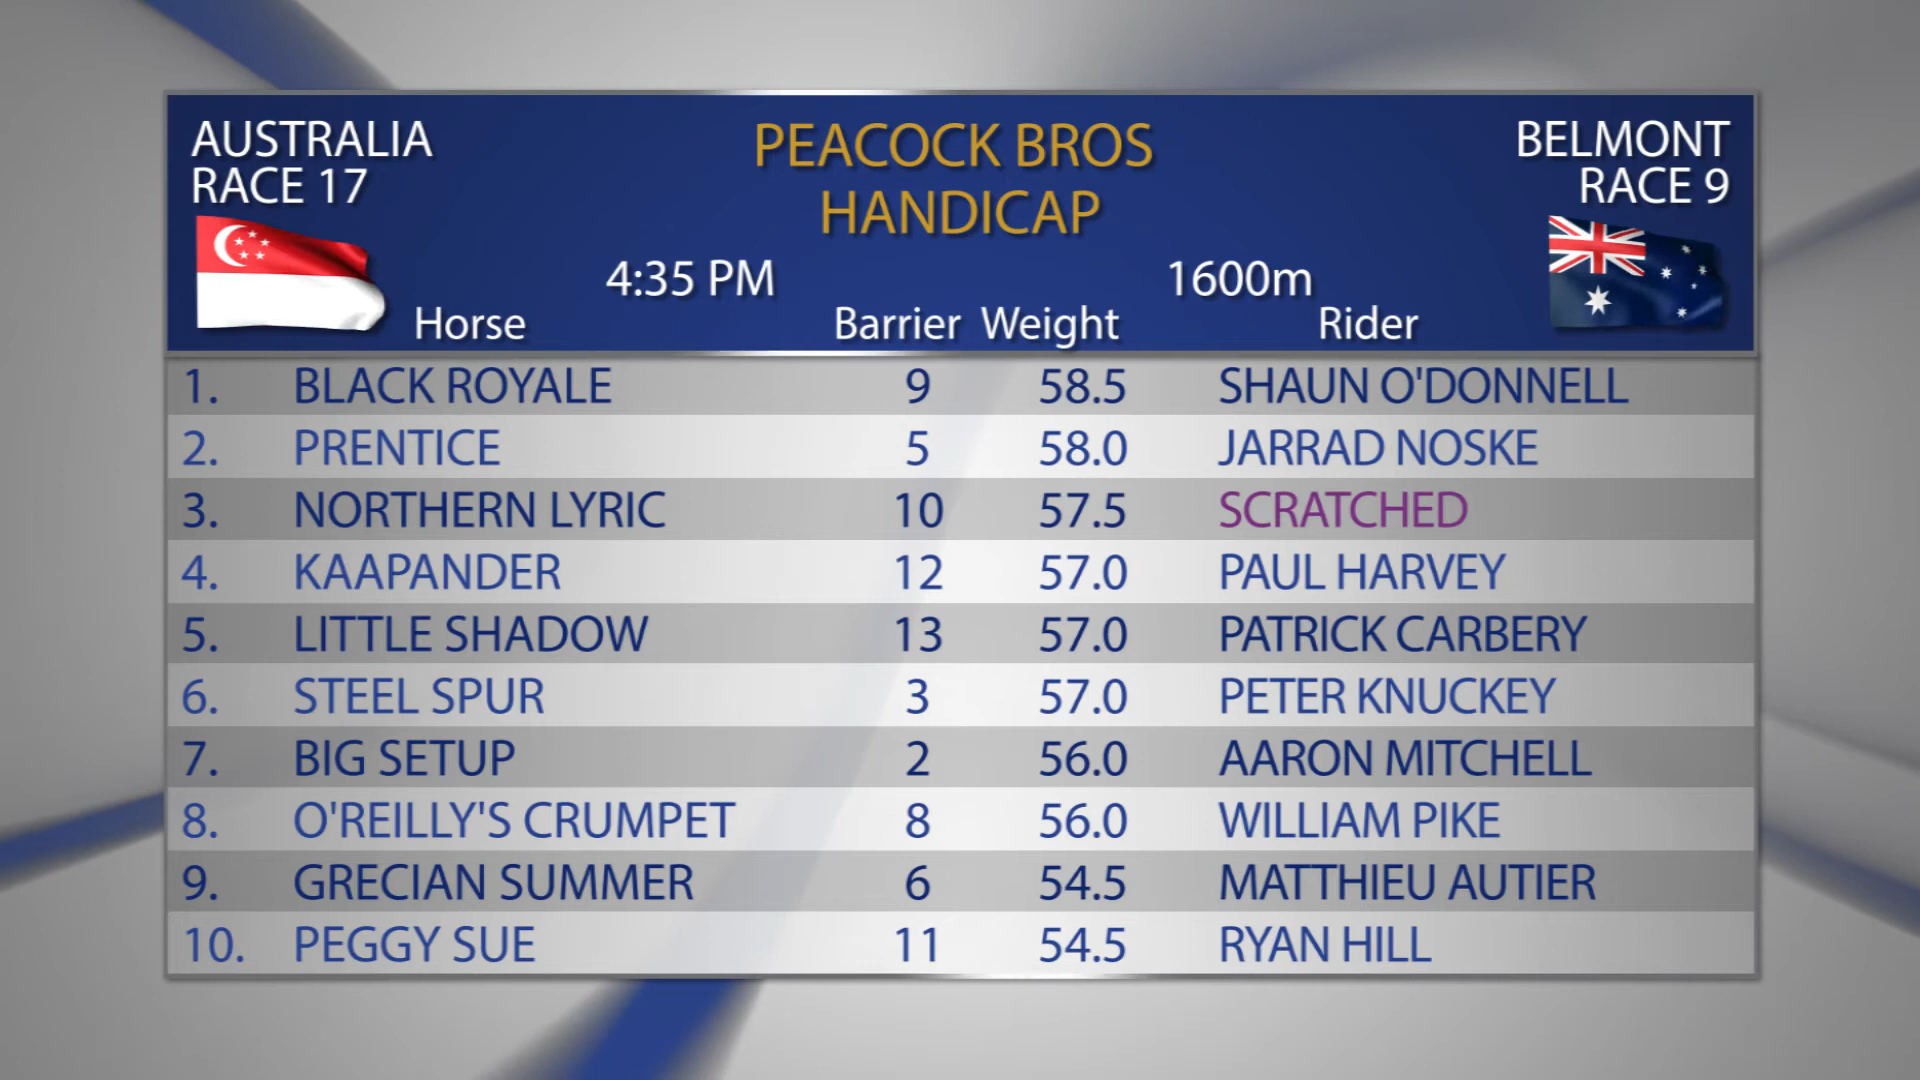 AUSTRALIA
RACE 17
PEACOCK BROS
HANDICAP
BELMONT
RACE 9
4:35 PM
1600m
Horse Barrier Weight Rider
1. BLACK ROYALE 9 58.5 SHAUN O'DONNELL
2. PRENTICE 5 58.0 JARRAD NOSKE
3. NORTHERN LYRIC 10 57.5 SCRATCHED
4. KAAPANDER 12 57.0 PAUL HARVEY
5. LITTLE SHADOW 13 57.0 PATRICK CARBERY
6. STEEL SPUR 3 57.0 PETER KNUCKEY
7. BIG SETUP 2 56.0 AARON MITCHELL
8. O'REILLY'S CRUMPET 8 56.0 WILLIAM PIKE
9. GRECIAN SUMMER 6 54.5 MATTHIEU AUTIER
10. PEGGY SUE 11 54.5 RYAN HILL